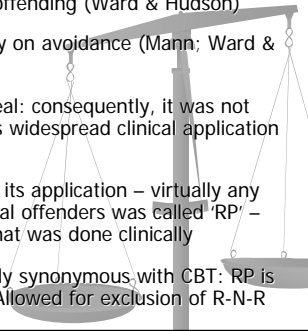 offending (Ward & Hudson)
y on avoidance (Mann; Ward &
eal: consequently, it was not
s widespread clinical application
its application – virtually any
al offenders was called ‘RP’ –
hat was done clinically
ly synonymous with CBT: RP is
Allowed for exclusion of R-N-R